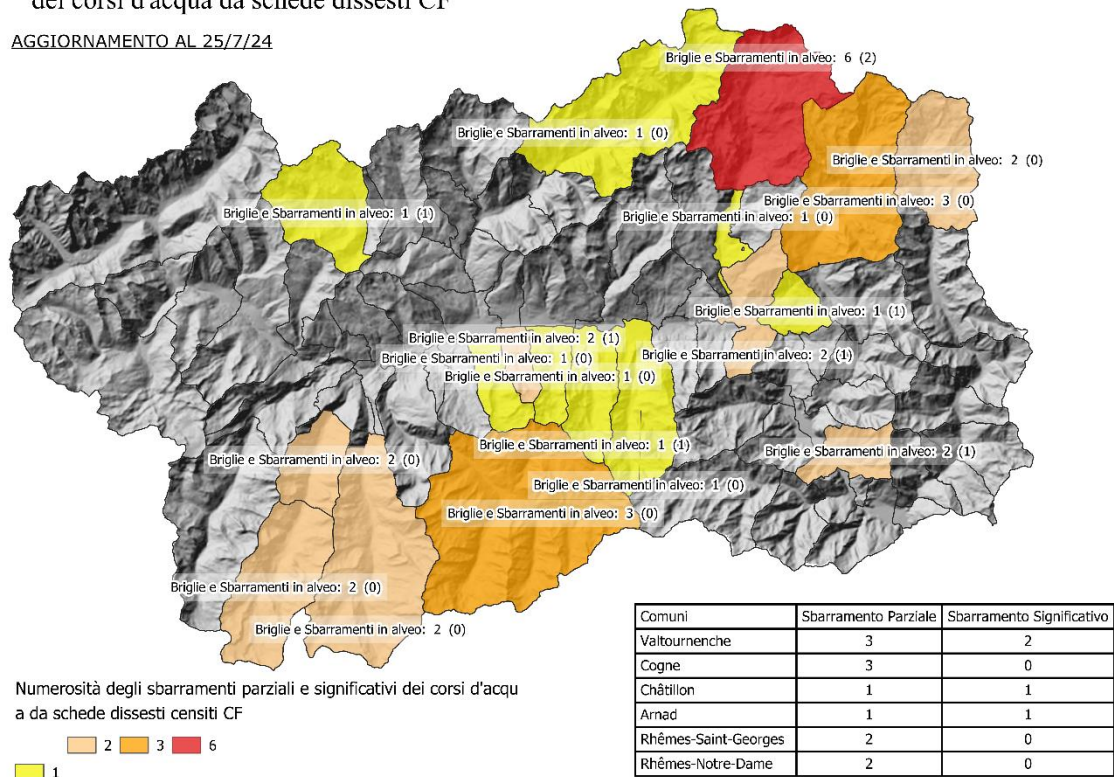 dei corsi d'acqua da schede dissesti CF
AGGIORNAMENTO AL 25/7/24
Briglie e Sbarramenti in alveo: 6 (2)
Briglie e Sbarramenti in alveo: 1 (0)
Briglie e Sbarramenti in alveo: 2 (0)
Briglie e Sbarramenti in alveo: 3 (0)
Briglie e Sbarramenti in alveo: 1 (1)
Briglie e Sbarramenti in alveo: 1 (0)
Briglie e Sbarramenti in alveo: 1 (1)
Briglie e Sbarramenti in alveo: 2 (1)
Briglie e Sbarramenti in alveo: 1 (0)
Briglie e Sbarramenti in alveo: 2 (1)
Briglie e Sbarramenti in alveo: 1 (0)
Briglie e Sbarramenti in alveo: 1 (1)
Briglie e Sbarramenti in alveo: 2 (1)
Briglie e Sbarramenti in alveo: 2 (0)
Briglie e Sbarramenti in alveo: 1 (0)
Briglie e Sbarramenti in alveo: 3 (0)
Briglie e Sbarramenti in alveo: 2 (0)
Briglie e Sbarramenti in alveo: 2 (0)
Comuni Sbarramento Parziale Sbarramento Significativo
Valtournenche 3 2
Cogne 3 0
Châtillon 1 1
Arnad 1 1
Rhêmes-Saint-Georges 2 0
Rhêmes-Notre-Dame 2 0
Numerosità degli sbarramenti parziali e significativi dei corsi d'acqu
a da schede dissesti censiti CF
2 3 6
1